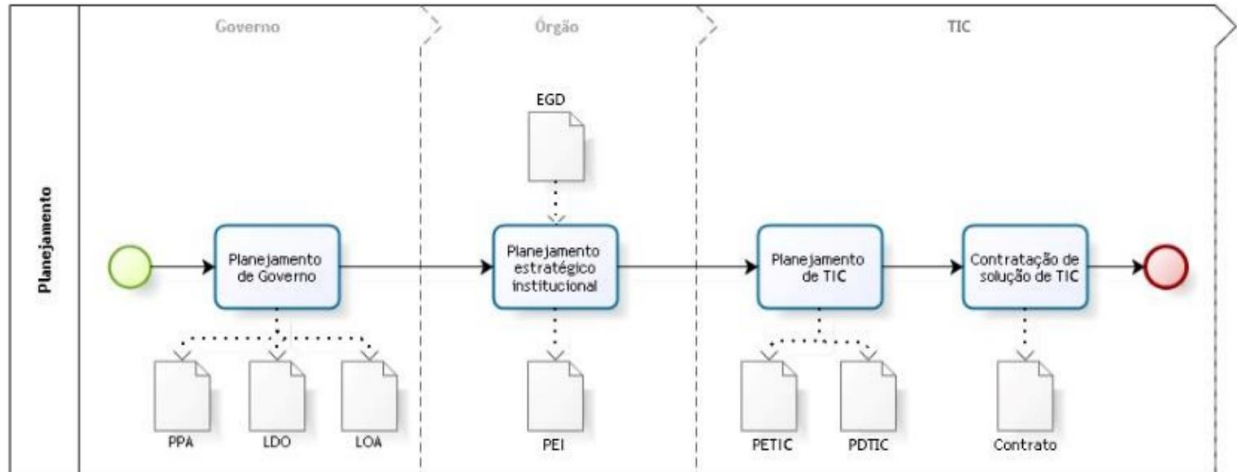 Governo
Órgão
TIC
Planejamento
EGD
Planejamento
de Governo
Planejamento
estratégico
institucional
Planejamento
de TIC
Contratação de
solução de TIC
PPA
LDO
LOA
PEI
PETIC
PDTIC
Contrato